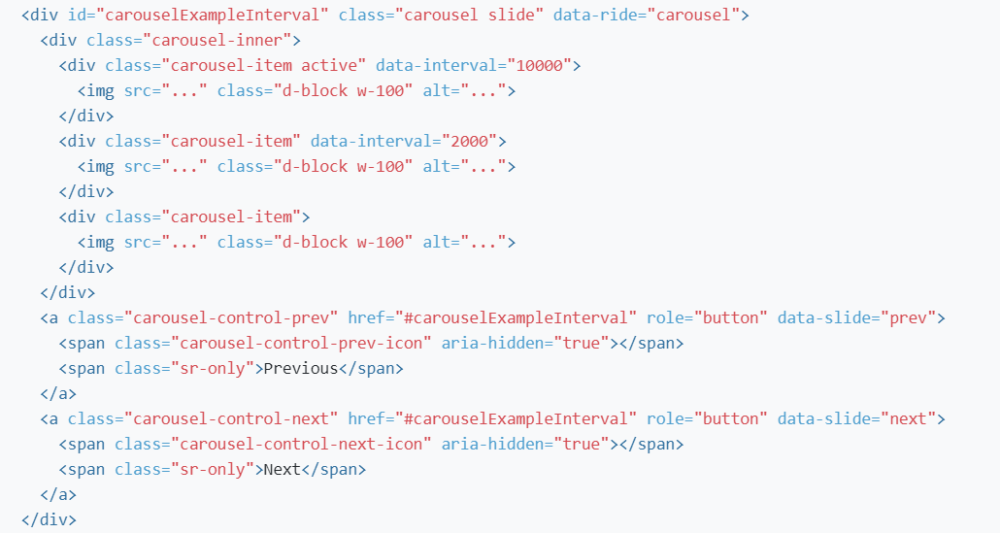 <div id="carouselExampleInterval" class="carousel slide" data-ride="carousel">
  <div class="carousel-inner">
    <div class="carousel-item active" data-interval="10000">
      <img src="..." class="d-block w-100" alt="...">
    </div>
    <div class="carousel-item" data-interval="2000">
      <img src="..." class="d-block w-100" alt="...">
    </div>
    <div class="carousel-item">
      <img src="..." class="d-block w-100" alt="...">
    </div>
  </div>
  <a class="carousel-control-prev" href="#carouselExampleInterval" role="button" data-slide="prev">
    <span class="carousel-control-prev-icon" aria-hidden="true"></span>
    <span class="sr-only">Previous</span>
  </a>
  <a class="carousel-control-next" href="#carouselExampleInterval" role="button" data-slide="next">
    <span class="carousel-control-next-icon" aria-hidden="true"></span>
    <span class="sr-only">Next</span>
  </a>
</div>